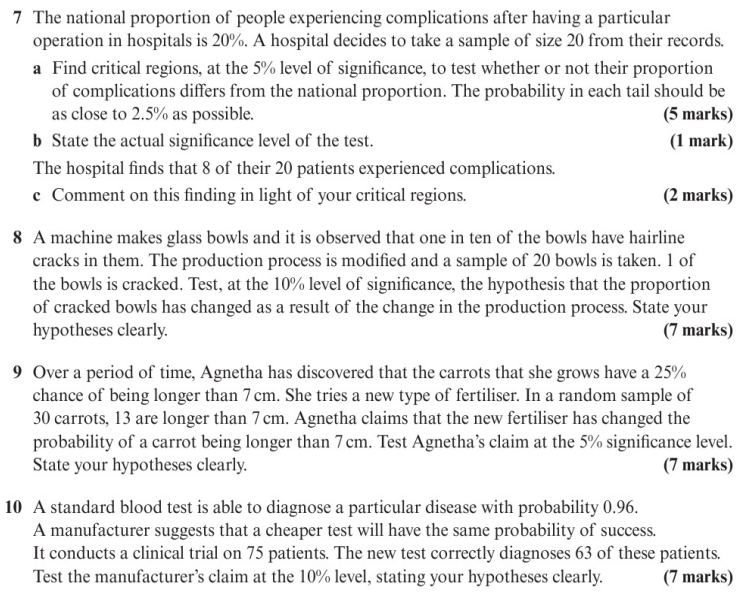 7 The national proportion of people experiencing complications after having a particular
operation in hospitals is 20%. A hospital decides to take a sample of size 20 from their records.
a Find critical regions, at the 5% level of significance, to test whether or not their proportion
of complications differs from the national proportion. The probability in each tail should be
as close to 2.5% as possible. (5 marks)
b State the actual significance level of the test. (1 mark)
The hospital finds that 8 of their 20 patients experienced complications.
c Comment on this finding in light of your critical regions. (2 marks)
8 A machine makes glass bowls and it is observed that one in ten of the bowls have hairline
cracks in them. The production process is modified and a sample of 20 bowls is taken. 1 of
the bowls is cracked. Test, at the 10% level of significance, the hypothesis that the proportion
of cracked bowls has changed as a result of the change in the production process. State your
hypotheses clearly. (7 marks)
9 Over a period of time, Agnetha has discovered that the carrots that she grows have a 25%
chance of being longer than 7 cm. She tries a new type of fertiliser. In a random sample of
30 carrots, 13 are longer than 7 cm. Agnetha claims that the new fertiliser has changed the
probability of a carrot being longer than 7 cm. Test Agnetha's claim at the 5% significance level.
State your hypotheses clearly. (7 marks)
10 A standard blood test is able to diagnose a particular disease with probability 0.96.
A manufacturer suggests that a cheaper test will have the same probability of success.
It conducts a clinical trial on 75 patients. The new test correctly diagnoses 63 of these patients.
Test the manufacturer's claim at the 10% level, stating your hypotheses clearly. (7 marks)